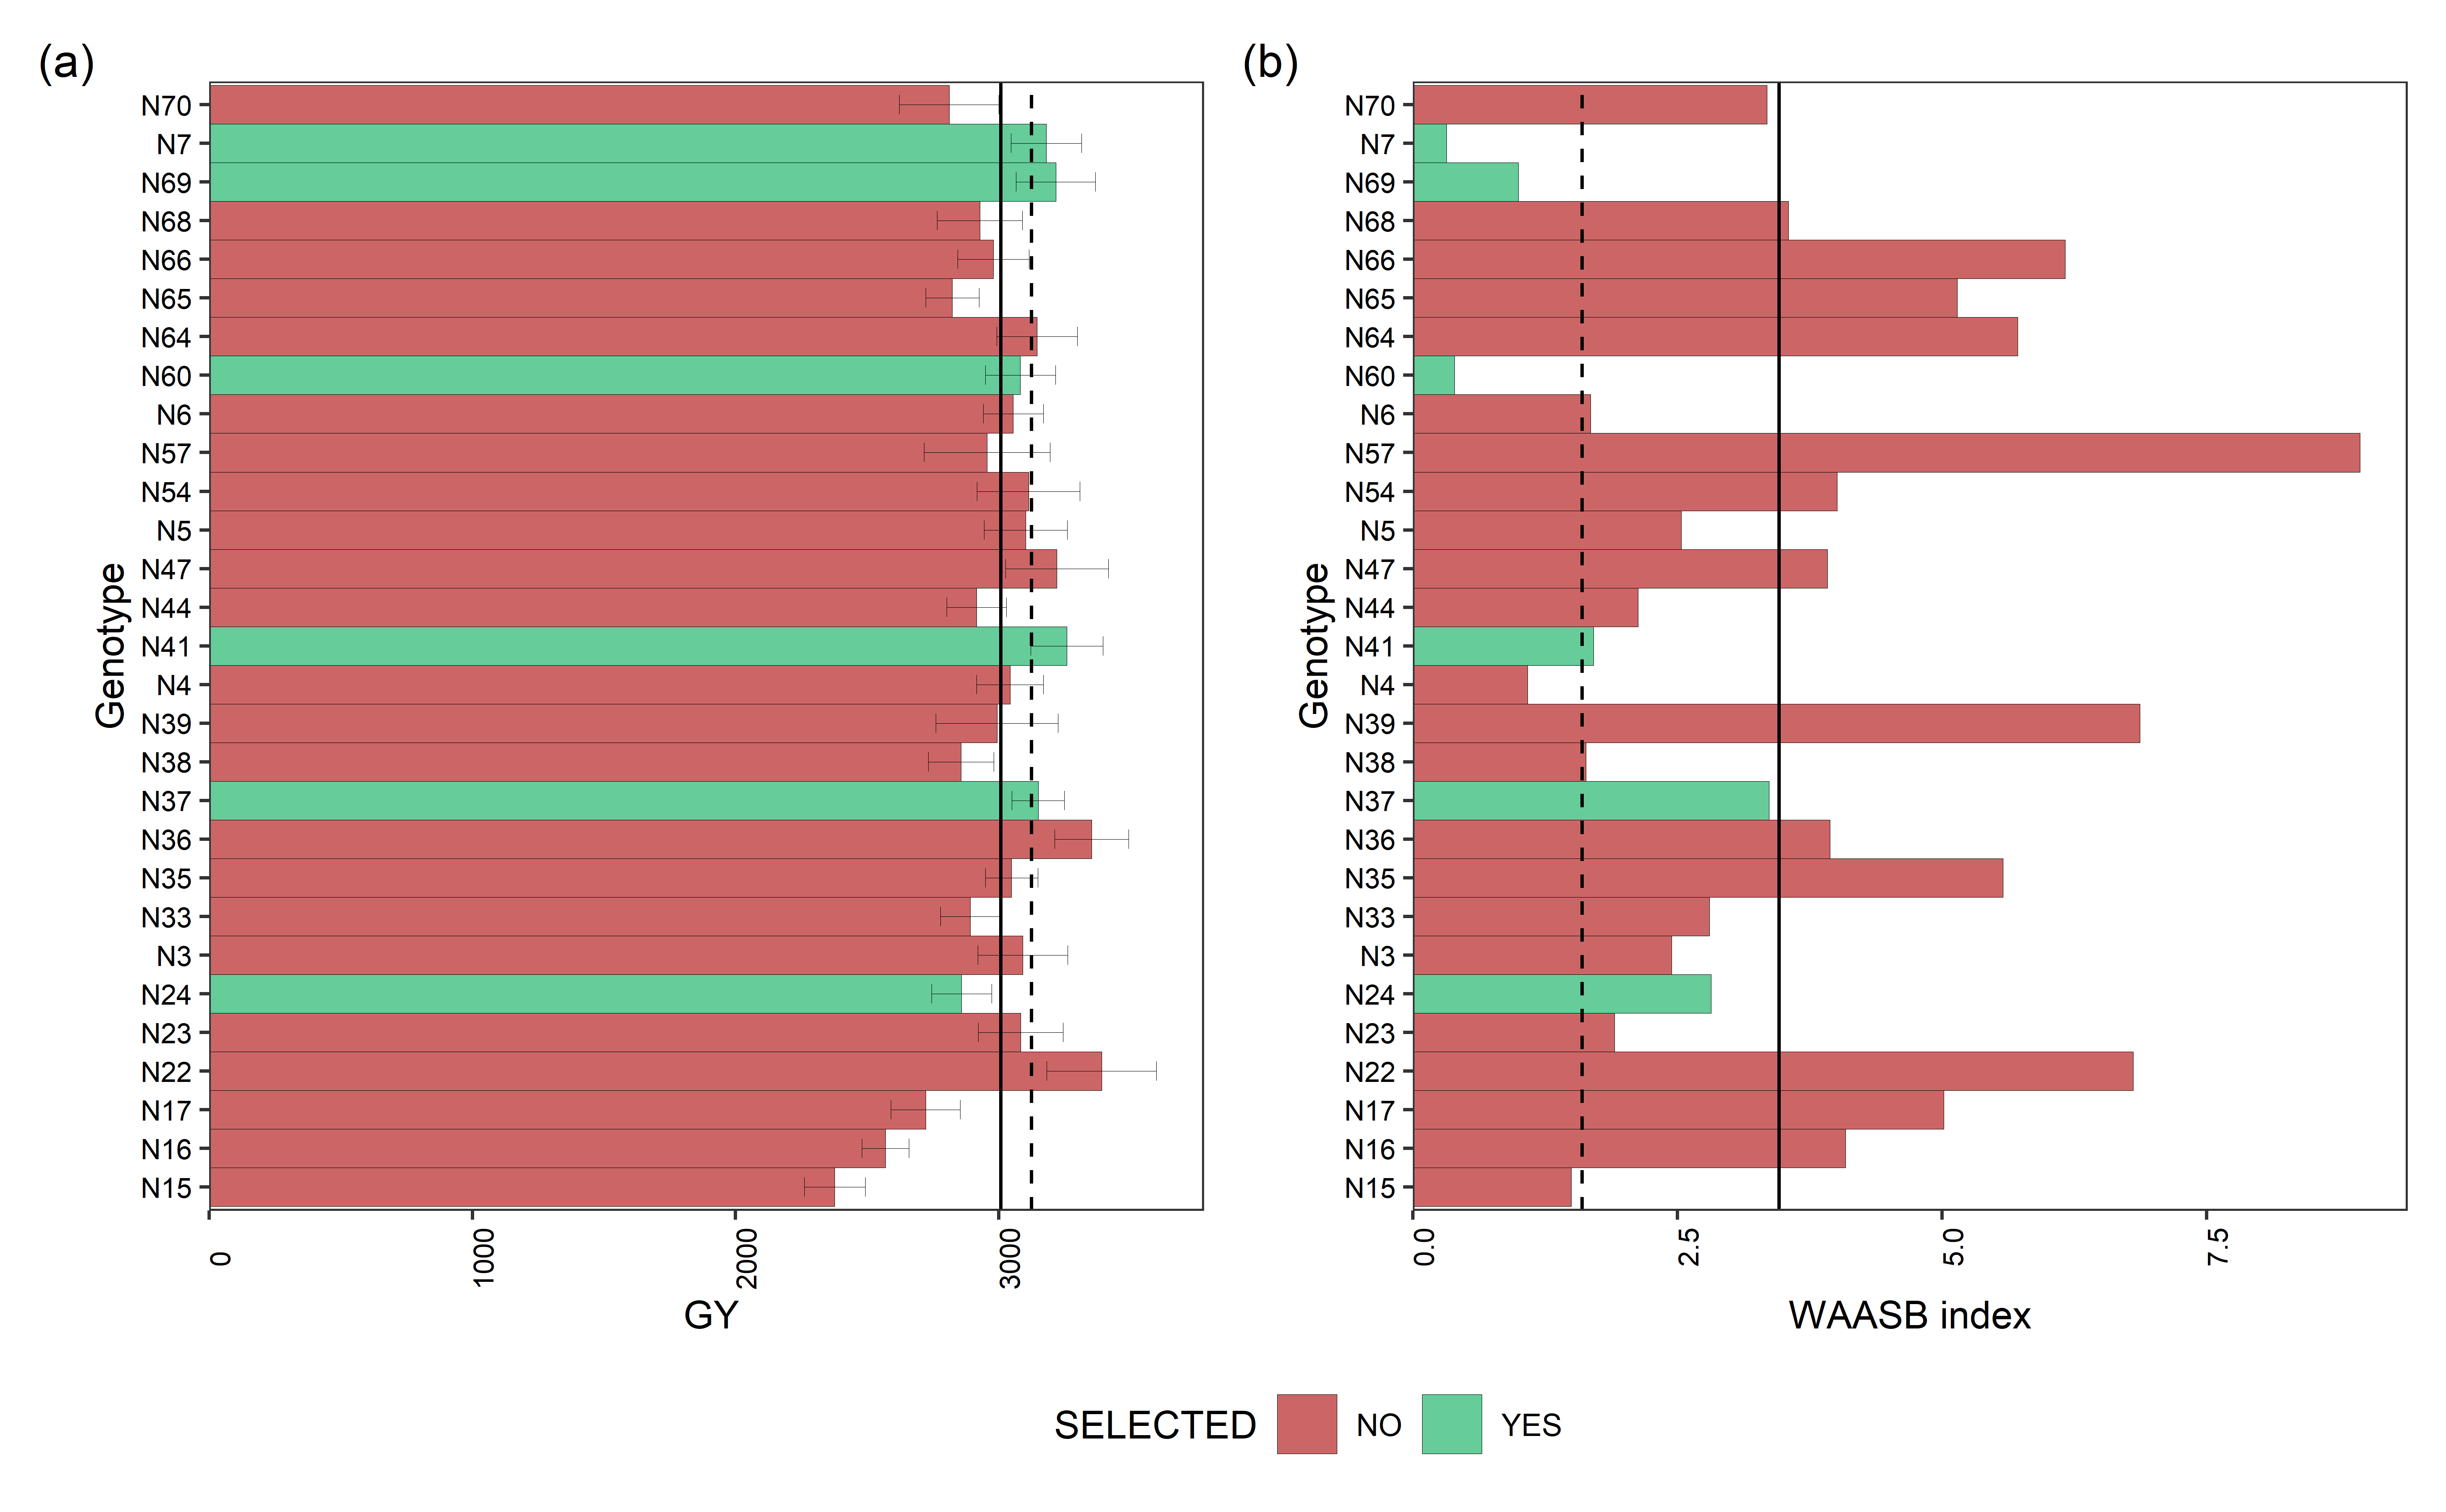 (a)
N70
N7
N69
N68
N66
N65
N64
N60
N6
N57
N54
N5
N47
N44
N41
N4
N39
N38
N37
N36
N35
N33
N3
N24
N23
N22
N17
N16
N15
Genotype
0
1000
2000
3000
GY
(b)
N70
N7
N69
N68
N66
N65
N64
N60
N6
N57
N54
N5
N47
N44
N41
N4
N39
N38
N37
N36
N35
N33
N3
N24
N23
N22
N17
N16
N15
Genotype
0.0
2.5
5.0
7.5
WAASB index
SELECTED NO YES